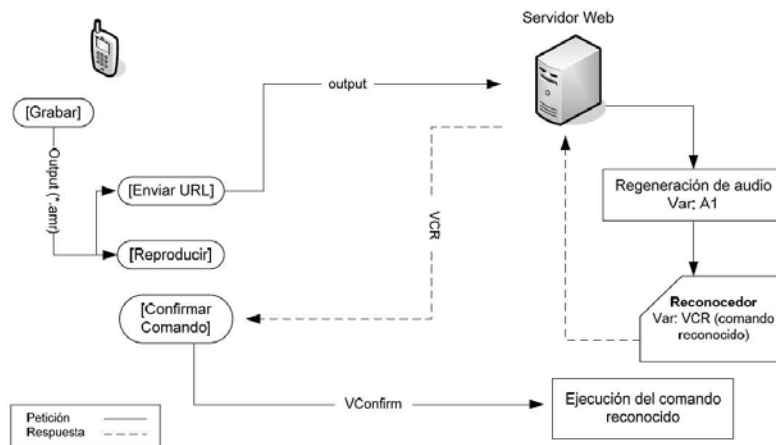 Servidor Web
[Grabar]
output
Output (*.amr)
[Enviar URL]
Regeneración de audio
Var: A1
[Reproducir]
VCR
Reconocedor
Var: VCR (comando
reconocido)
[Confirmar
Comando]
VConfirm
Ejecución del comando
reconocido
Petición
Respuesta